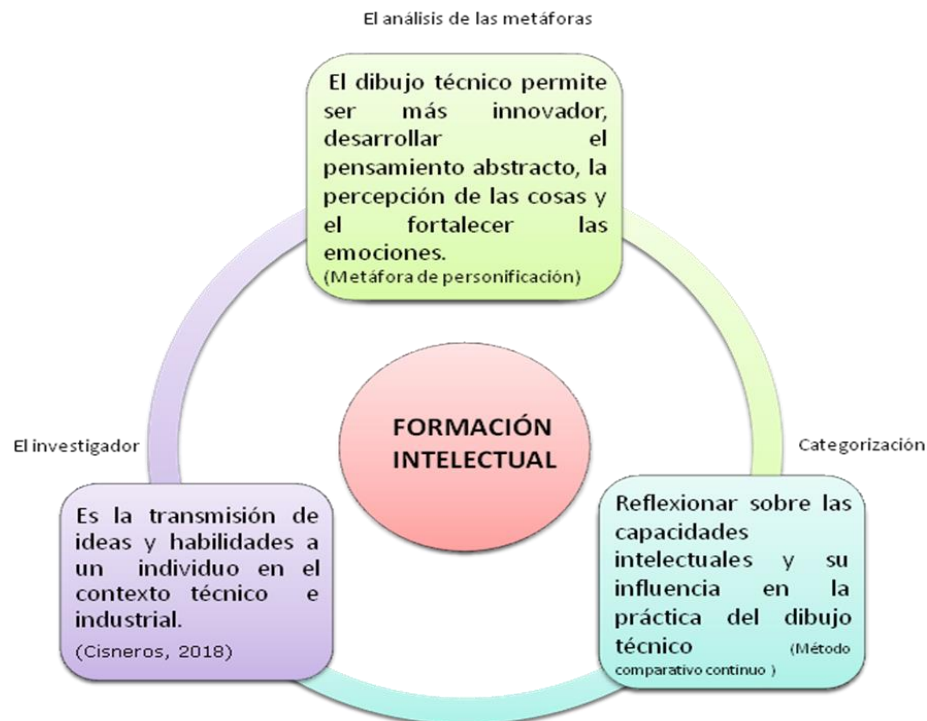 El análisis de las metáforas
El dibujo técnico permite
ser más innovador,
desarrollar el
pensamiento abstracto, la
percepción de las cosas y
el fortalecer las
emociones.
(Metáfora de personificación)
FORMACIÓN
INTELECTUAL
El investigador
Es la transmisión de
ideas y habilidades a
un individuo en el
contexto técnico e
industrial.
(Cisneros, 2018)
Categorización
Reflexionar sobre las
capacidades
intelectuales y su
influencia en la
práctica del dibujo
técnico (Método
comparativo continuo )